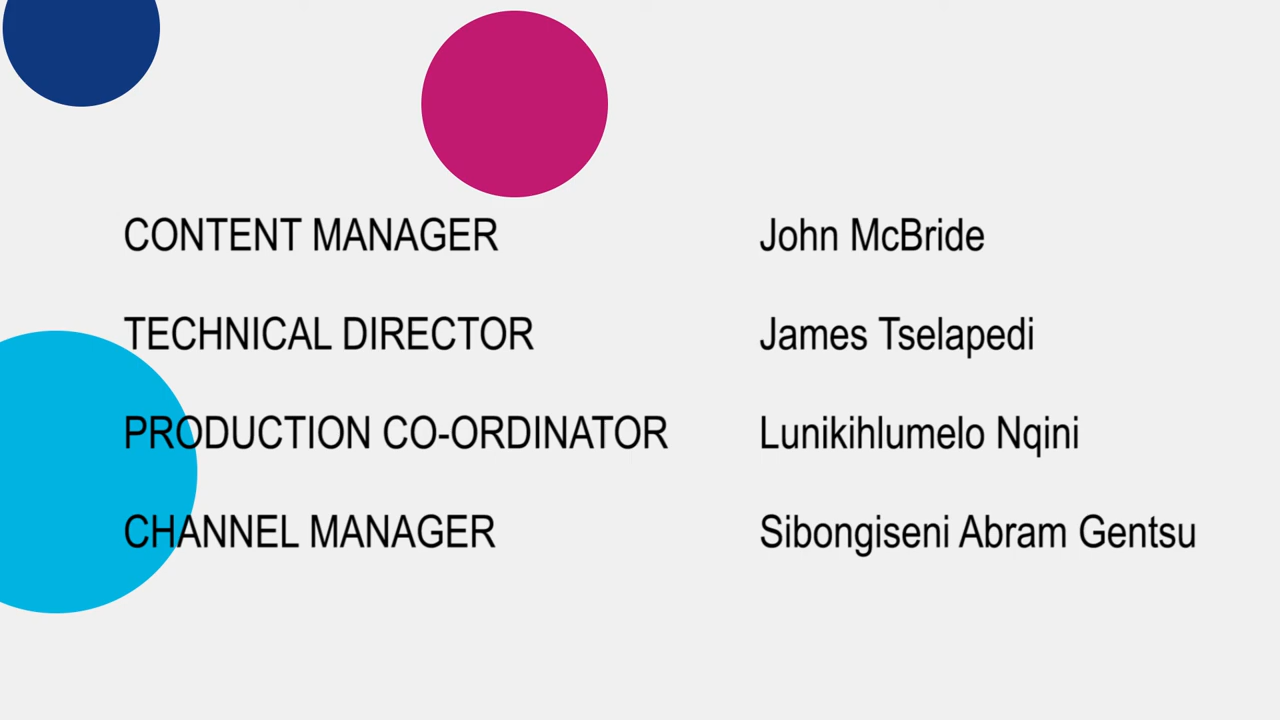 CONTENT MANAGER John McBride
TECHNICAL DIRECTOR James Tselapedi
PRODUCTION CO-ORDINATOR Lunikihlumelo Nqini
CHANNEL MANAGER Sibongiseni Abram Gentsu